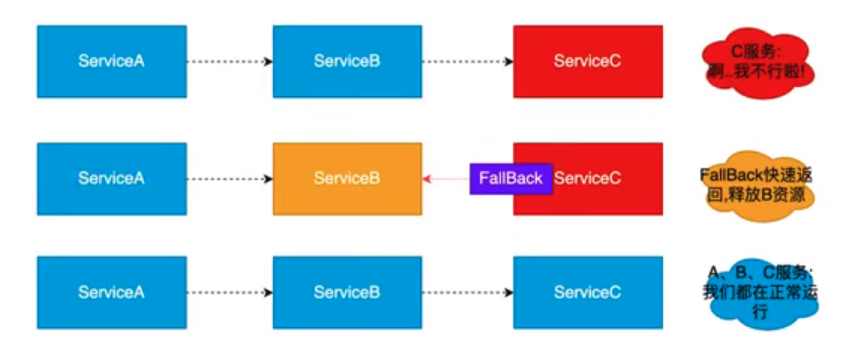 ServiceA
ServiceB
ServiceC
C服务:
啊..我不行啦!
ServiceA
ServiceB
FallBack
ServiceC
FallBack快速返
回,释放B资源
ServiceA
ServiceB
ServiceC
A、B、C服务:
我们都在正常运
行